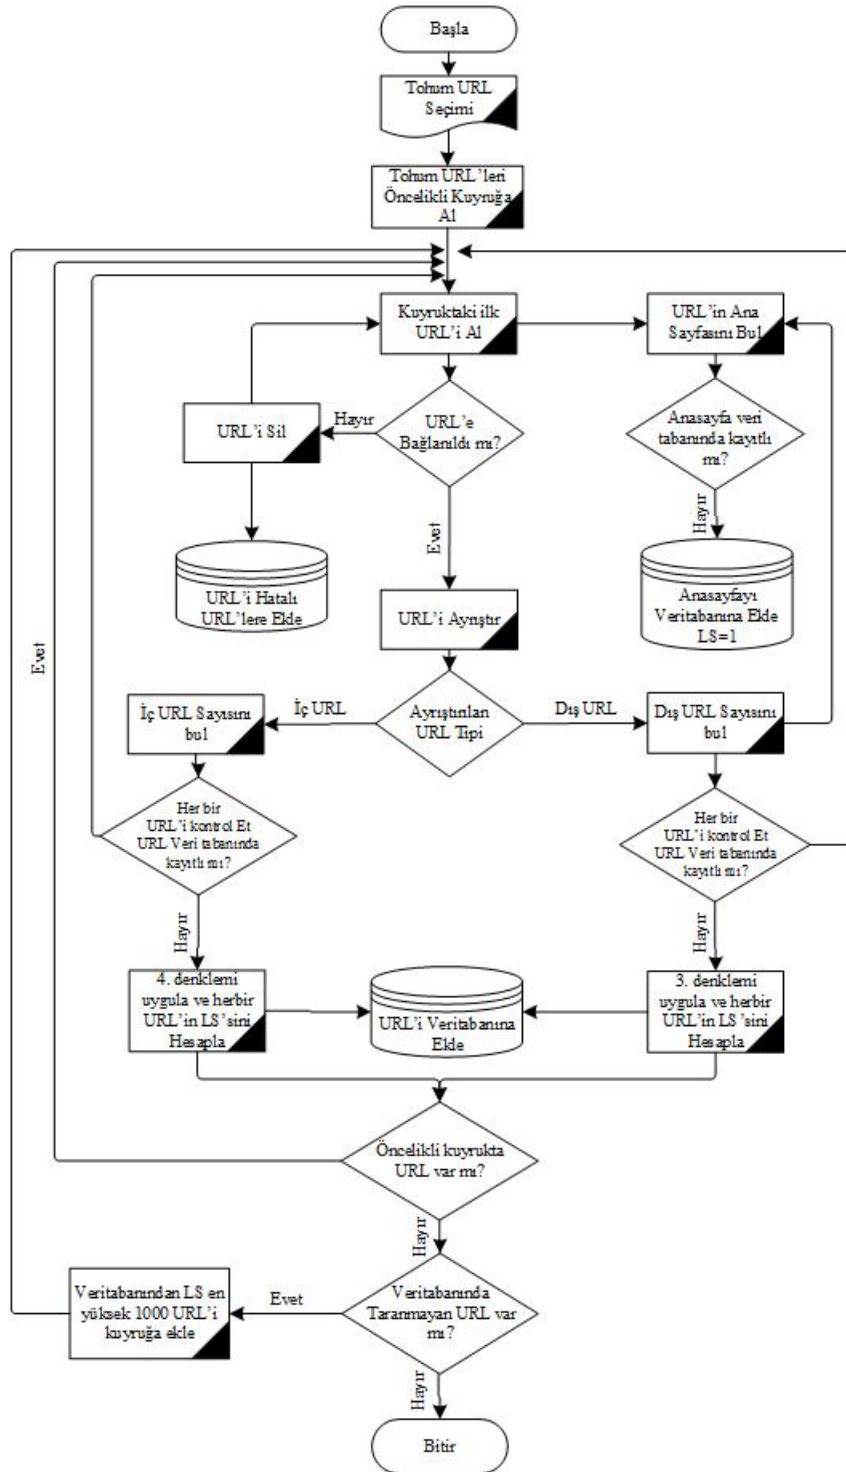 Başla
Tohum URL
Seçimi
Tohum URL'leri
Öncelikli Kuyruğa
Al
Kuyruktaki ilk
URL'i Al
URL'in Ana
Sayfasını Bul
URL'i Sil
Hayır
URL'e
Bağlanıldı mı?
Anasayfa veri
tabanında kayıtlı
mı?
Evet
Hayır
URL'i Hatalı
URL'lere Ekle
URL'i Ayrıştır
Anasayfayı
Veritabanına Ekle
LS=1
Evet
İç URL Sayısını
bul
İç URL
Ayrıştırılan
URL Tipi
Dış URL
Dış URL Sayısını
bul
Her bir
URL'i kontrol Et
URL Veri tabanında
kayıtlı mı?
Her bir
URL'i kontrol Et
URL Veri tabanında
kayıtlı mı?
Hayır
Hayır
4. denklemi
uygula ve herbir
URL'in LS'sini
Hesapla
URL'i Veritabanına
Ekle
3. denklemi
uygula ve herbir
URL'in LS'sini
Hesapla
Öncelikli kuyrukta
URL var mı?
Hayır
Veritabanından LS en
yüksek 1000 URL'i
kuyruğa ekle
Evet
Veritabanında
Taranmayan URL var
mı?
Hayır
Bitir